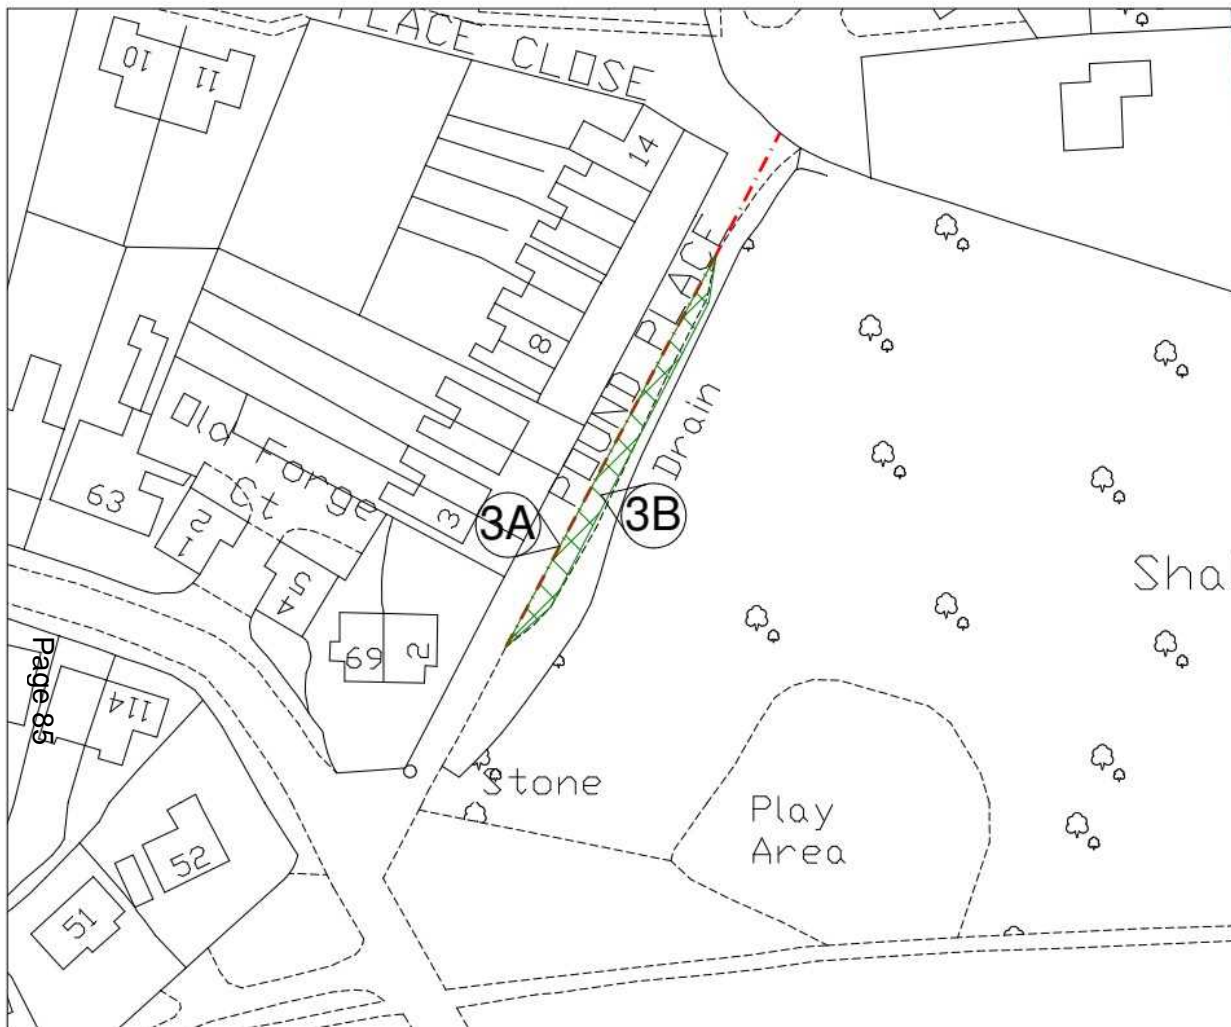 PLACE CLOSE
10
11
14
POUND PLACE
8
Drain
Old Forge
Ct
63
2
1
3
3A
3B
5
4
Sha
69
2
Page 85
114
Stone
Play
Area
52
51